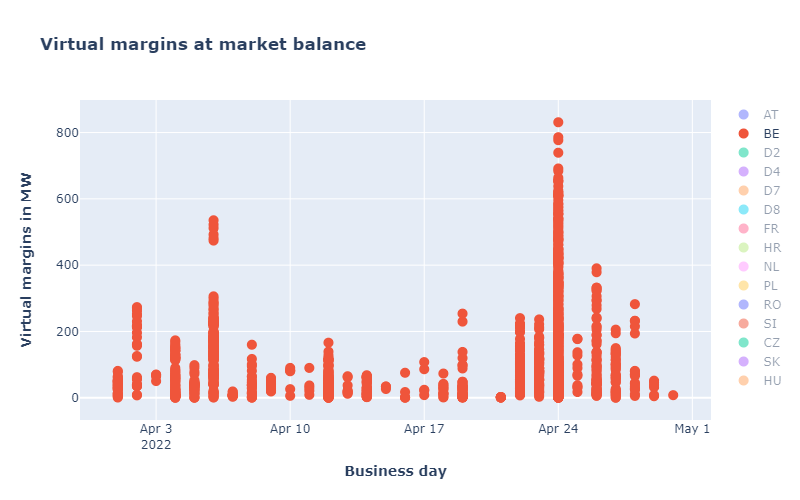 Virtual margins at market balance
Virtual margins in MW
800
600
400
200
0
Apr 3
2022
Apr 10
Apr 17
Apr 24
May 1
Business day
AT
BE
D2
D4
D7
D8
FR
HR
NL
PL
RO
SI
CZ
SK
HU